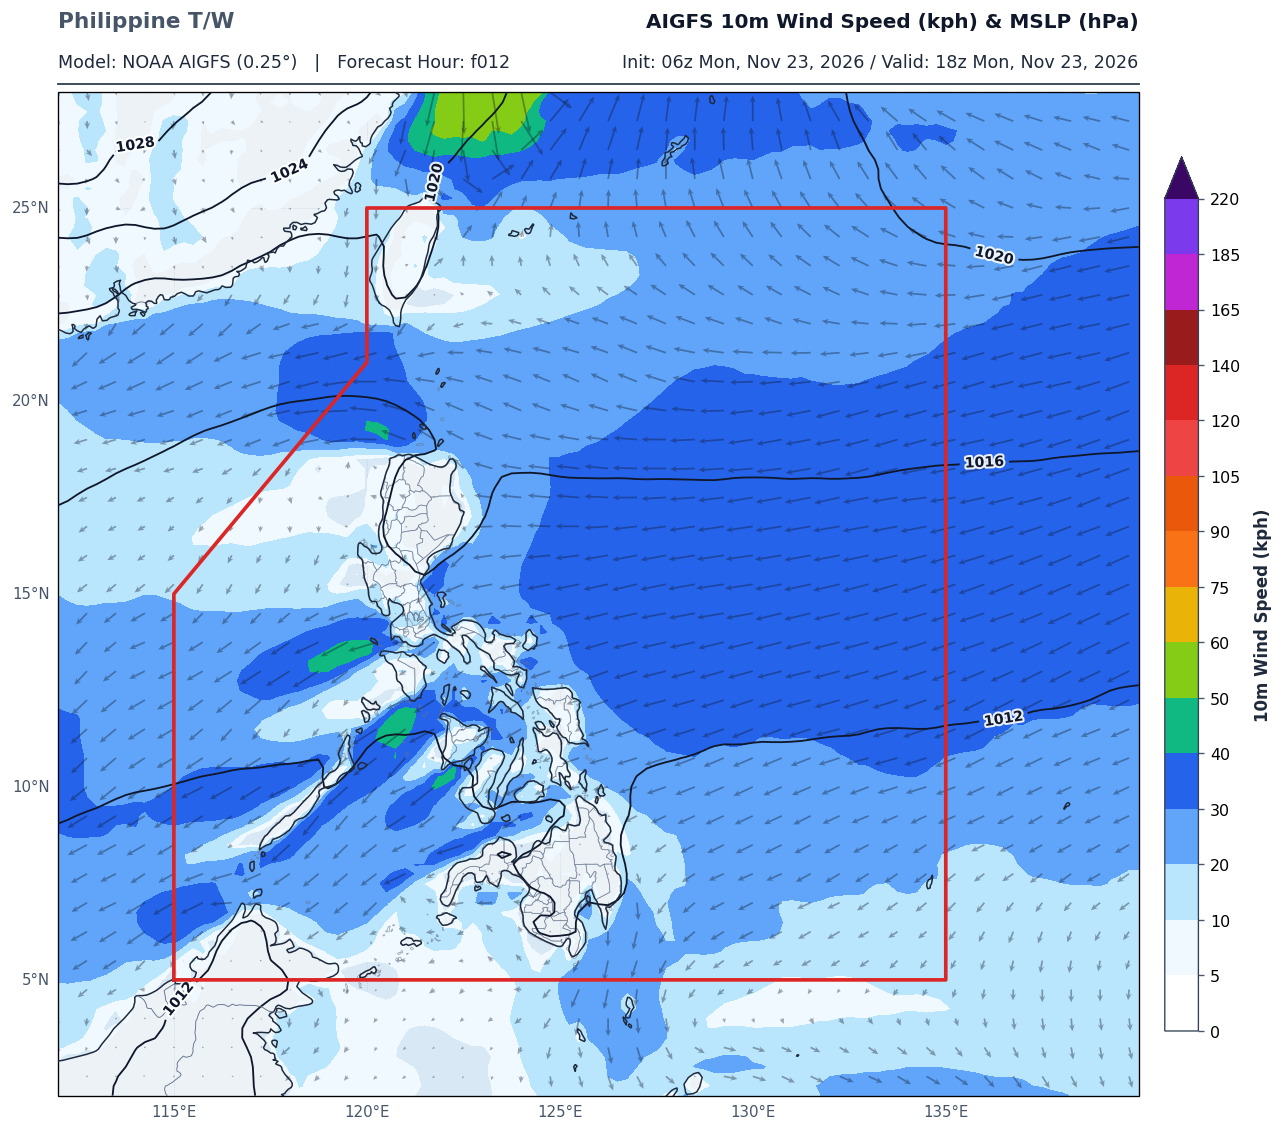 Philippine T/W
AIGFS 10m Wind Speed (kph) & MSLP (hPa)
Model: NOAA AIGFS (0.25°) | Forecast Hour: f012
Init: 06z Mon, Nov 23, 2026 / Valid: 18z Mon, Nov 23, 2026
1028
1024
1020
1020
1016
1012
1012
25°N
20°N
15°N
10°N
5°N
115°E
120°E
125°E
130°E
135°E
220
185
165
140
120
105
90
75
60
50
40
30
20
10
5
0
10m Wind Speed (kph)